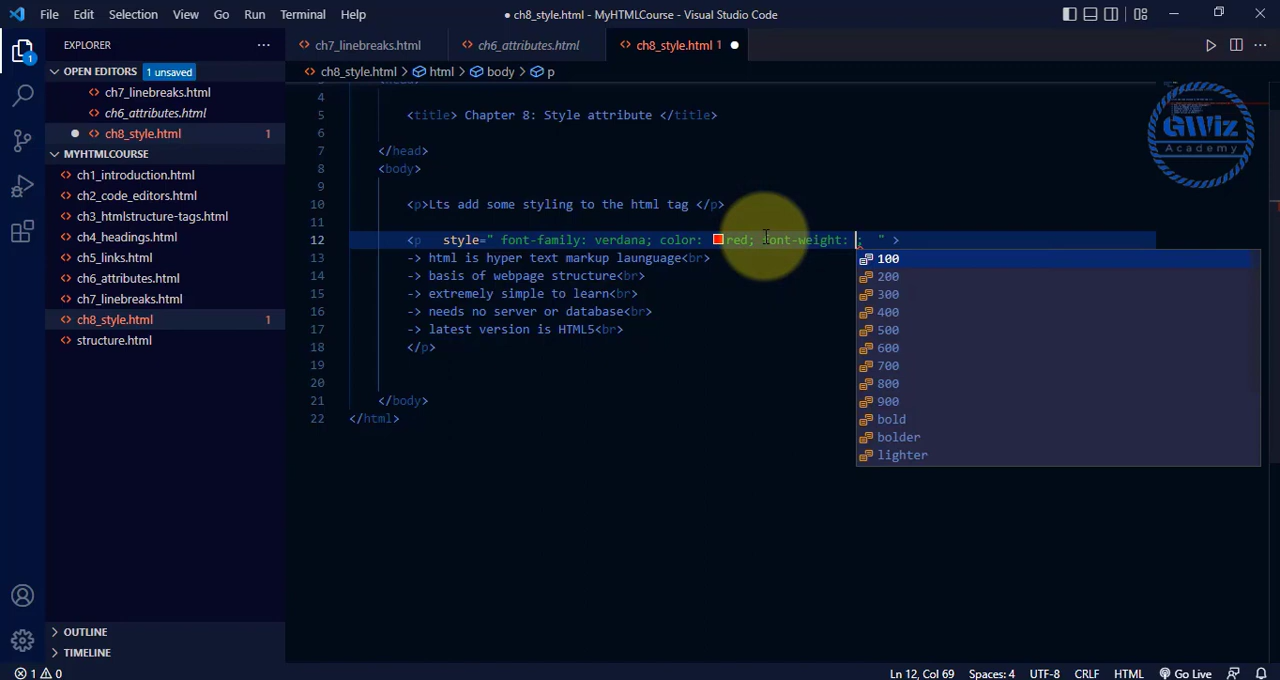 File Edit Selection View Go Run Terminal Help
● ch8_style.html - MyHTMLCourse - Visual Studio Code
EXPLORER ...
ch7_linebreaks.html
ch6_attributes.html
ch8_style.html 1
OPEN EDITORS 1 unsaved
ch8_style.html > html > body > p
1
ch7_linebreaks.html
ch6_attributes.html
ch8_style.html 1
MYHTMLCOURSE
ch1_introduction.html
ch2_code_editors.html
ch3_htmlstructure-tags.html
ch4_headings.html
ch5_links.html
ch6_attributes.html
ch7_linebreaks.html
ch8_style.html 1
structure.html
4
5 <title> Chapter 8: Style attribute </title>
6
7 </head>
8 <body>
9
10 <p>Lts add some styling to the html tag </p>
11
12 <p style=" font-family: verdana; color: red; font-weight: ; " >
13 -> html is hyper text markup launguage<br>
14 -> basis of webpage structure<br>
15 -> extremely simple to learn<br>
16 -> needs no server or database<br>
17 -> latest version is HTML5<br>
18 </p>
19
20
21 </body>
22 </html>
100
200
300
400
500
600
700
800
900
bold
bolder
lighter
GWiz
Academy
OUTLINE
TIMELINE
1 0
Ln 12, Col 69 Spaces: 4 UTF-8 CRLF HTML Go Live